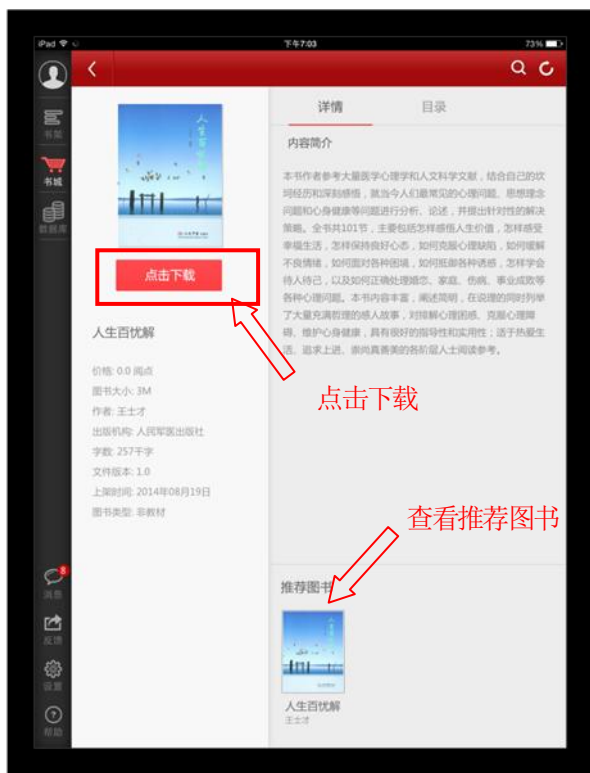 iPad
下午7:03
73%
书架
书城
数据库
消息
8
反馈
设置
帮助
人生百忧解
点击下载
人生百忧解
价格: 0.0 阅点
图书大小: 3M
作者: 王士才
出版机构: 人民军医出版社
字数: 257千字
文件版本: 1.0
上架时间: 2014年08月19日
图书类型: 非教材
详情
目录
内容简介
本书作者参考大量医学心理学和人文科学文献，结合自己的坎
坷经历和深刻感悟，就当今人们最常见的心理问题、思想理念
问题和心身健康等问题进行分析、论述，并提出针对性的解决
策略。全书共101节，主要包括怎样感悟人生价值，怎样感受
幸福生活，怎样保持良好心态，如何克服心理缺陷，如何缓解
不良情绪，如何面对各种困境，如何抵御各种诱惑，怎样学会
待人待己，以及如何正确处理婚恋、家庭、伤病、事业成败等
各种心理问题。本书内容丰富，阐述简明，在说理的同时列举
了大量充满哲理的感人故事，对排解心理困惑、克服心理障
碍、维护心身健康，具有很好的指导性和实用性；适于热爱生
活、追求上进、崇尚真善美的各阶层人士阅读参考。
点击下载
查看推荐图书
推荐图书
人生百忧解
王士才